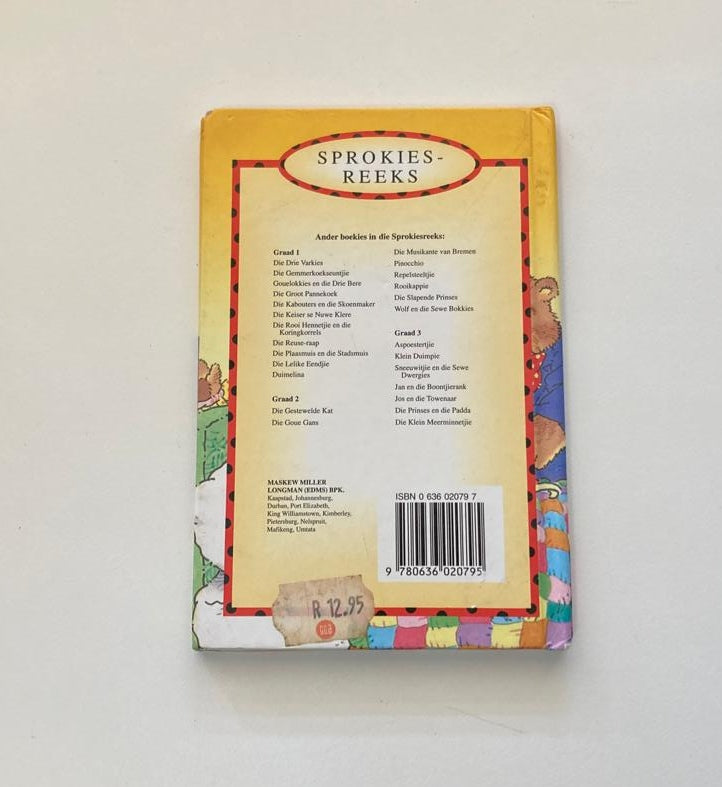 SPROKIES-
REEKS
Ander boekies in die Sprokiesreeks:
Graad 1
Die Drie Varkies
Die Gemmerkoekseuntjie
Gouelokkies en die Drie Bere
Die Groot Pannekoek
Die Kabouters en die Skoenmaker
Die Keiser se Nuwe Klere
Die Rooi Hennetjie en die
Koringkorrels
Die Reuse-raap
Die Plaasmuis en die Stadsmuis
Die Lelike Eendjie
Duimelina
Graad 2
Die Gestewelde Kat
Die Goue Gans
Die Musikante van Bremen
Pinocchio
Repelsteeltjie
Rooikappie
Die Slapende Prinses
Wolf en die Sewe Bokkies
Graad 3
Aspoestertjie
Klein Duimpie
Sneeuwitjie en die Sewe
Dwergies
Jan en die Boontjierank
Jos en die Towenaar
Die Prinses en die Padda
Die Klein Meerminnetjie
MASKEW MILLER
LONGMAN (EDMS) BPK.
Kaapstad, Johannesburg,
Durban, Port Elizabeth,
King Williamstown, Kimberley,
Pietersburg, Nelspruit,
Mafikeng, Umtata
ISBN 0 636 02079 7
9 780636 020795
R 12.95